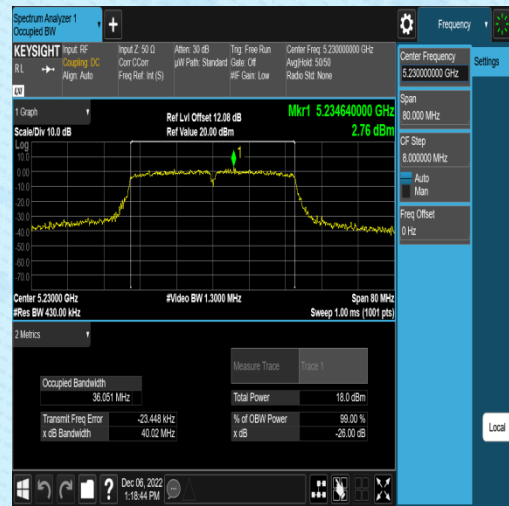 Spectrum Analyzer 1
Occupied BW
+
Frequency
KEYSIGHT Input: RF Input Z: 50 Ω Atten: 30 dB Trig: Free Run Center Freq: 5.230000000 GHz
RL Coupling: DC Corr CCorr µW Path: Standard Gate: Off Avg|Hold: 50/50
Align: Auto Freq Ref: Int (S) #IF Gain: Low Radio Std: None
LXI
Center Frequency
5.230000000 GHz
Settings
Span
80.000 MHz
CF Step
8.000000 MHz
Auto
Man
Freq Offset
0 Hz
Local
1 Graph
Ref Lvl Offset 12.08 dB
Mkr1 5.234640000 GHz
Scale/Div 10.0 dB Ref Value 20.00 dBm 2.76 dBm
Log
10.0
0.00
-10.0
-20.0
-30.0
-40.0
-50.0
-60.0
-70.0
1
Center 5.23000 GHz #Video BW 1.3000 MHz Span 80 MHz
#Res BW 430.00 kHz Sweep 1.00 ms (1001 pts)
2 Metrics
Measure Trace Trace 1
Occupied Bandwidth
36.051 MHz
Total Power 18.0 dBm
Transmit Freq Error -23.448 kHz % of OBW Power 99.00 %
x dB Bandwidth 40.02 MHz x dB -26.00 dB
?
Dec 06, 2022
1:18:44 PM